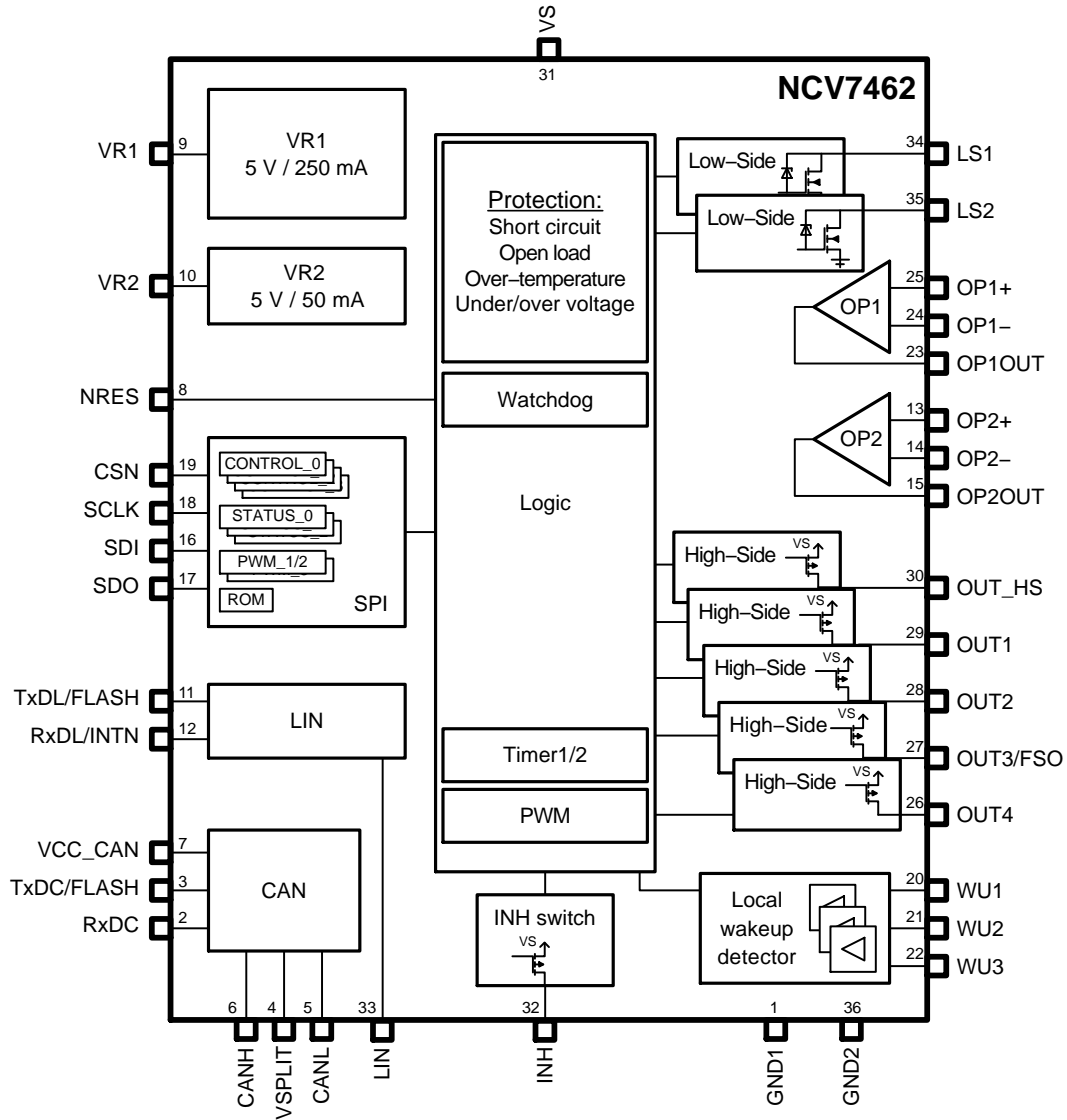 VS
31
NCV7462
VR1
9
VR1
5 V / 250 mA
VR2
10
VR2
5 V / 50 mA
NRES
8
CSN
19
SCLK
18
SDI
16
SDO
17
CONTROL_0
STATUS_0
PWM_1/2
ROM
SPI
TxDL/FLASH
11
RxDL/INTN
12
LIN
VCC_CAN
7
TxDC/FLASH
3
RxDC
2
CAN
Protection:
Short circuit
Open load
Over–temperature
Under/over voltage
Watchdog
Logic
Timer1/2
PWM
INH switch
VS
Low–Side
34
LS1
Low–Side
35
LS2
OP1
25
OP1+
24
OP1–
23
OP1OUT
OP2
13
OP2+
14
OP2–
15
OP2OUT
High–Side
VS
30
OUT_HS
High–Side
VS
29
OUT1
High–Side
VS
28
OUT2
High–Side
VS
27
OUT3/FSO
High–Side
VS
26
OUT4
Local
wakeup
detector
20
WU1
21
WU2
22
WU3
6
4
5
33
32
1
36
CANH
VSPLIT
CANL
LIN
INH
GND1
GND2